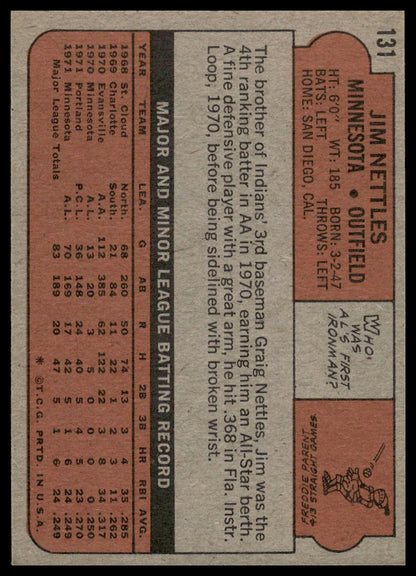 131
JIM NETTLES
MINNESOTA • OUTFIELD
HT: 6'0" WT: 185 BORN: 3-2-47
BATS: LEFT THROWS: LEFT
HOME: SAN DIEGO, CAL.
WHO WAS
AL'S FIRST
IRONMAN?
FREDDIE PARENT
413 STRAIGHT GAMES
The brother of Indians' 3rd baseman Graig Nettles, Jim was the
4th ranking batter in AA in 1970, earning him an All-Star berth.
A fine defensive player with a great arm, he hit .368 in Fla. Instr.
Loop, 1970, before being sidelined with broken wrist.
MAJOR AND MINOR LEAGUE BATTING RECORD
YEAR TEAM LEA. G AB R H 2B 3B HR RBI AVG.
1968 St. Cloud North. 68 260 50 74 13 3 4 35 .285
1969 Charlotte South. 21 84 11 22 1 2 3 11 .262
1970 Evansville A.A. 112 385 62 122 22 3 8 34 .317
1970 Minnesota A.L. 13 20 3 5 0 0 0 0 .250
1971 Portland P.C.L. 36 148 24 40 4 5 1 23 .270
1971 Minnesota A.L. 70 169 17 42 5 1 6 24 .249
Major League Totals 83 189 20 47 5 1 6 24 .249
* © T.C.G. PRTD. IN U.S.A.